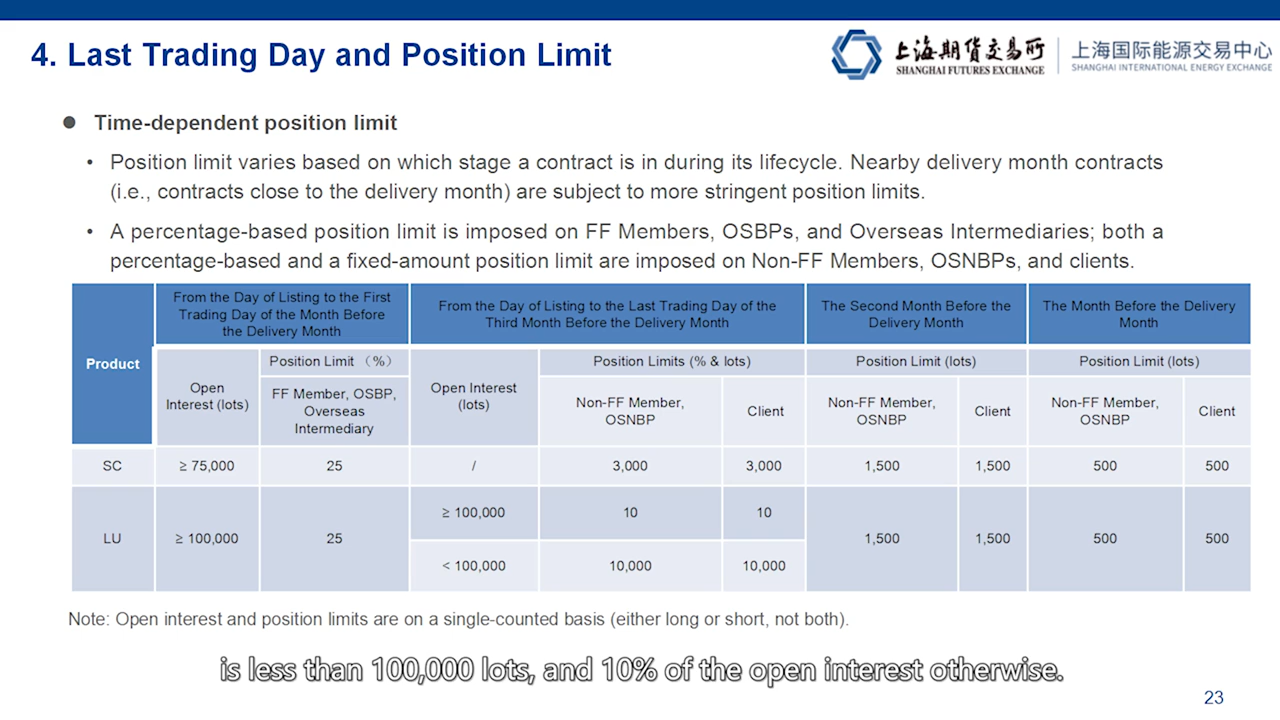 4. Last Trading Day and Position Limit
上海期货交易所
SHANGHAI FUTURES EXCHANGE
上海国际能源交易中心
SHANGHAI INTERNATIONAL ENERGY EXCHANGE
● Time-dependent position limit
• Position limit varies based on which stage a contract is in during its lifecycle. Nearby delivery month contracts
(i.e., contracts close to the delivery month) are subject to more stringent position limits.
• A percentage-based position limit is imposed on FF Members, OSBPs, and Overseas Intermediaries; both a
percentage-based and a fixed-amount position limit are imposed on Non-FF Members, OSNBPs, and clients.
Product
From the Day of Listing to the First
Trading Day of the Month Before
the Delivery Month
From the Day of Listing to the Last Trading Day of the
Third Month Before the Delivery Month
The Second Month Before the
Delivery Month
The Month Before the Delivery
Month
Open
Interest (lots)
Position Limit （%）
FF Member, OSBP,
Overseas
Intermediary
Open Interest
(lots)
Position Limits (% & lots)
Non-FF Member,
OSNBP
Client
Position Limit (lots)
Non-FF Member,
OSNBP
Client
Position Limit (lots)
Non-FF Member,
OSNBP
Client
SC ≥ 75,000 25 / 3,000 3,000 1,500 1,500 500 500
LU ≥ 100,000 25
≥ 100,000 10 10
< 100,000 10,000 10,000
1,500 1,500 500 500
Note: Open interest and position limits are on a single-counted basis (either long or short, not both).
is less than 100,000 lots, and 10% of the open interest otherwise.
23